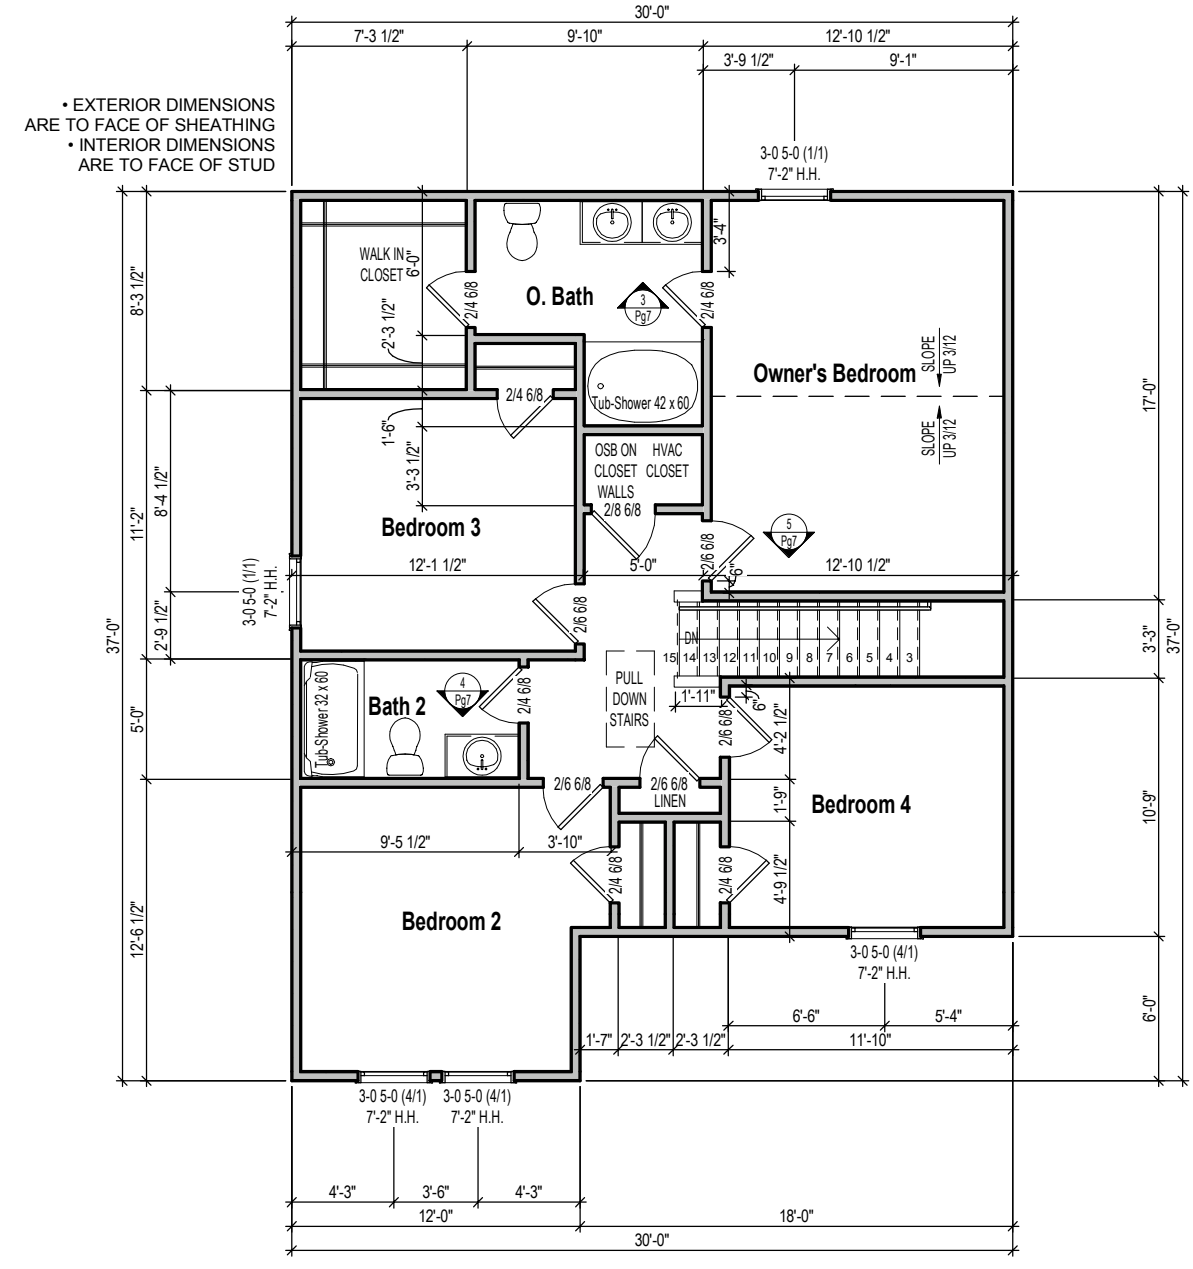 30'-0"
7'-3 1/2"
9'-10"
12'-10 1/2"
3'-9 1/2"
9'-1"
• EXTERIOR DIMENSIONS
ARE TO FACE OF SHEATHING
• INTERIOR DIMENSIONS
ARE TO FACE OF STUD
3-0 5-0 (1/1)
7'-2" H.H.
8'-3 1/2"
WALK IN
CLOSET
6'-0"
2'-3 1/2"
2/4 6/8
O. Bath
3
Pg7
2/4 6/8
3'-4"
Owner's Bedroom
SLOPE
UP 3/12
SLOPE
UP 3/12
17'-0"
2/4 6/8
Tub-Shower 42 x 60
1'-6"
3'-3 1/2"
OSB ON
CLOSET
WALLS
HVAC
CLOSET
2/8 6/8
11'-2"
8'-4 1/2"
Bedroom 3
5
Pg7
2/6 6/8
6"
3-0 5-0 (1/1)
7'-2" H.H.
12'-1 1/2"
5'-0"
12'-10 1/2"
37'-0"
2'-9 1/2"
2/6 6/8
DN
15 14 13 12 11 10 9 8 7 6 5 4 3
3'-3"
37'-0"
PULL
DOWN
STAIRS
1'-11"
6"
Tub-Shower 32 x 60
Bath 2
4
Pg7
2/4 6/8
2/6 6/8
4'-2 1/2"
5'-0"
2/6 6/8
2/6 6/8
LINEN
1'-9"
Bedroom 4
10'-9"
9'-5 1/2"
3'-10"
2/4 6/8
2/4 6/8
4'-9 1/2"
Bedroom 2
12'-6 1/2"
3-0 5-0 (4/1)
7'-2" H.H.
6'-0"
6'-6"
5'-4"
1'-7"
2'-3 1/2"
2'-3 1/2"
11'-10"
3-0 5-0 (4/1)
7'-2" H.H.
3-0 5-0 (4/1)
7'-2" H.H.
4'-3"
3'-6"
4'-3"
12'-0"
18'-0"
30'-0"